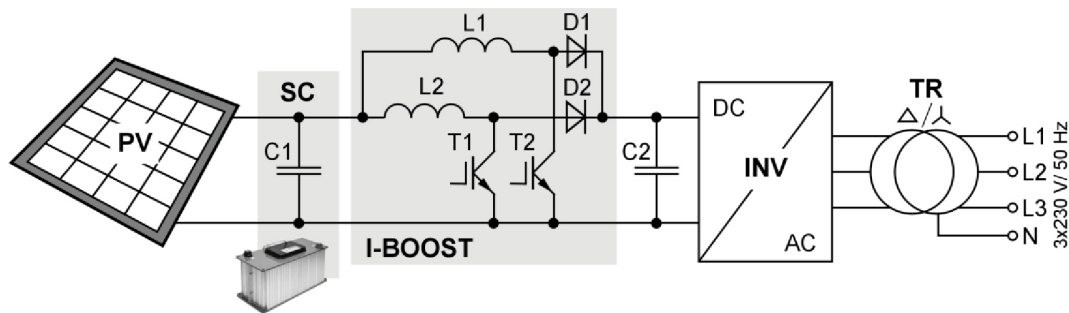 PV
SC
C1
L1
L2
D1
D2
T1
T2
I-BOOST
C2
DC
INV
AC
TR
△/人
L1
L2
L3
N
3x230 V/ 50 Hz